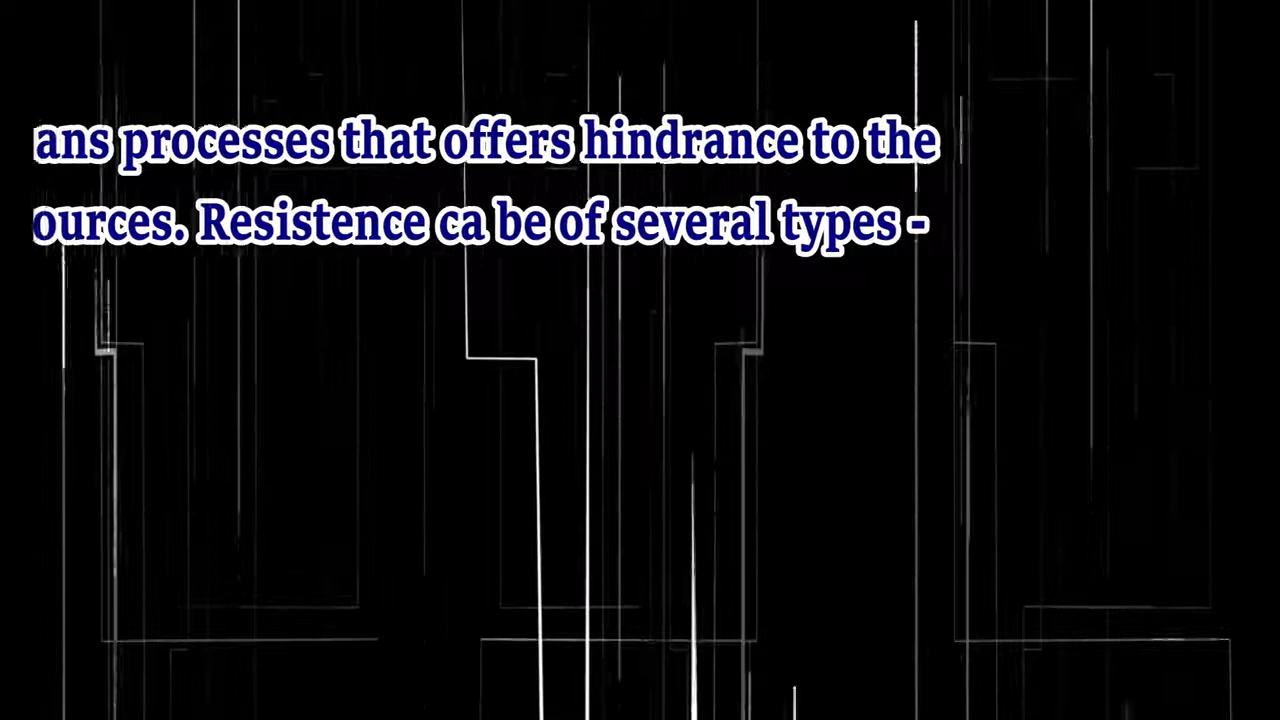 ans processes that offers hindrance to the
ources. Resistence ca be of several types -